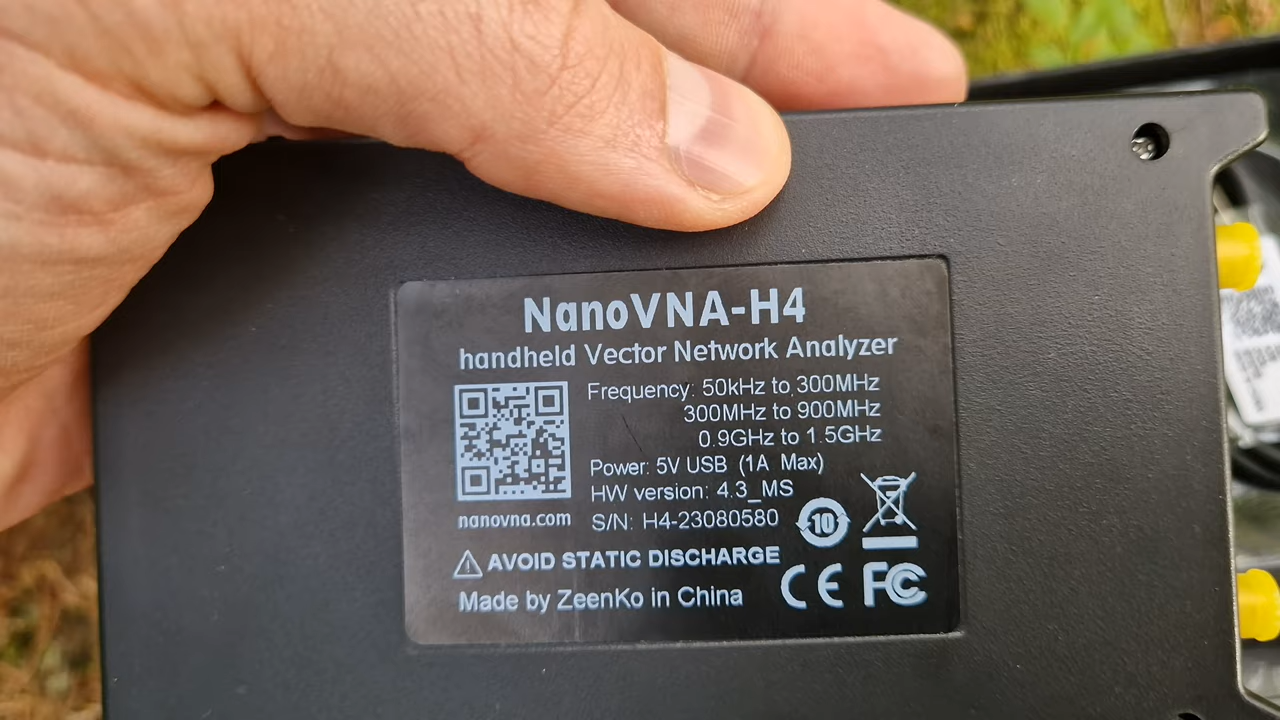 NanoVNA-H4
handheld Vector Network Analyzer
Frequency: 50kHz to 300MHz
300MHz to 900MHz
0.9GHz to 1.5GHz
Power: 5V USB (1A Max)
HW version: 4.3_MS
S/N: H4-23080580
nanovna.com
10
AVOID STATIC DISCHARGE
Made by ZeenKo in China
CE FC